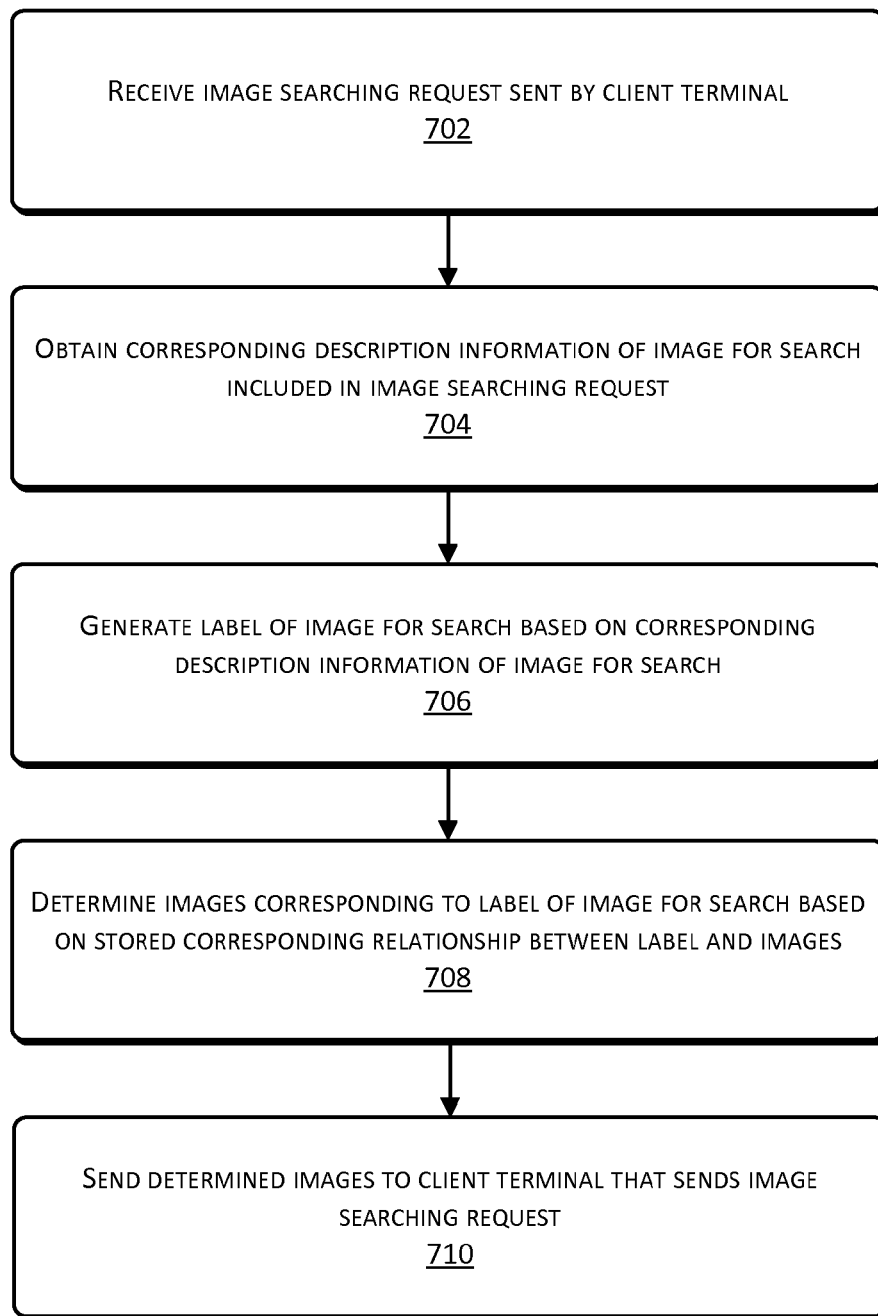 RECEIVE IMAGE SEARCHING REQUEST SENT BY CLIENT TERMINAL
702
OBTAIN CORRESPONDING DESCRIPTION INFORMATION OF IMAGE FOR SEARCH
INCLUDED IN IMAGE SEARCHING REQUEST
704
GENERATE LABEL OF IMAGE FOR SEARCH BASED ON CORRESPONDING
DESCRIPTION INFORMATION OF IMAGE FOR SEARCH
706
DETERMINE IMAGES CORRESPONDING TO LABEL OF IMAGE FOR SEARCH BASED
ON STORED CORRESPONDING RELATIONSHIP BETWEEN LABEL AND IMAGES
708
SEND DETERMINED IMAGES TO CLIENT TERMINAL THAT SENDS IMAGE
SEARCHING REQUEST
710